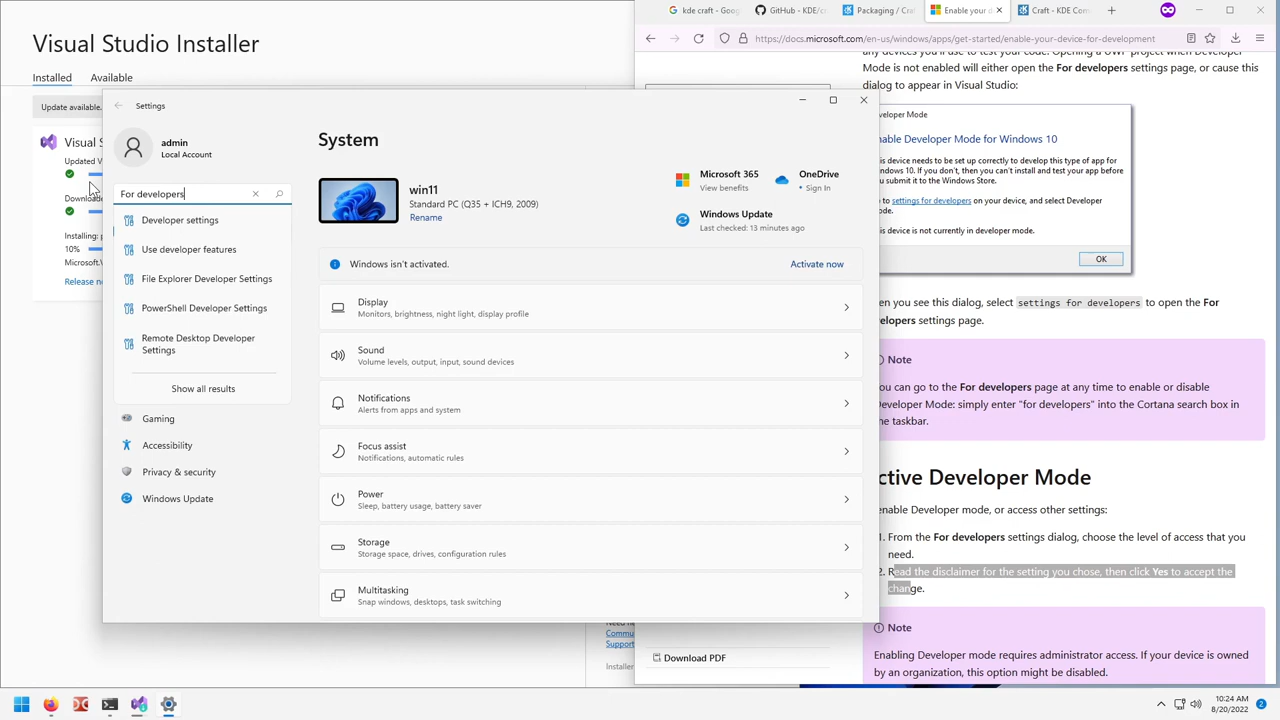 Visual Studio Installer
Installed
Available
Update available.
Visual S
Updated V
Downloade
Installing: p
10%
Microsoft.V
Release no
Settings
admin
Local Account
For developers
Developer settings
Use developer features
File Explorer Developer Settings
PowerShell Developer Settings
Remote Desktop Developer
Settings
Show all results
Gaming
Accessibility
Privacy & security
Windows Update
System
win11
Standard PC (Q35 + ICH9, 2009)
Rename
Microsoft 365
View benefits
OneDrive
• Sign In
Windows Update
Last checked: 13 minutes ago
Windows isn't activated.
Activate now
Display
Monitors, brightness, night light, display profile
Sound
Volume levels, output, input, sound devices
Notifications
Alerts from apps and system
Focus assist
Notifications, automatic rules
Power
Sleep, battery usage, battery saver
Storage
Storage space, drives, configuration rules
Multitasking
Snap windows, desktops, task switching
Need he
Commu
Support
Installer
kde craft - Goog
GitHub - KDE/c
Packaging / Craf
Enable your d
Craft - KDE Com
https://docs.microsoft.com/en-us/windows/apps/get-started/enable-your-device-for-development
any devices you'll use to test your code. Opening a UWP project when Developer
Mode is not enabled will either open the For developers settings page, or cause this
dialog to appear in Visual Studio:
loper Mode
able Developer Mode for Windows 10
device needs to be set up correctly to develop this type of app for
ndows 10. If you don't, then you can't install and test your app before
ou submit it to the Windows Store.
to settings for developers on your device, and select Developer
de.
s device is not currently in developer mode.
OK
en you see this dialog, select settings for developers to open the For
elopers settings page.
Note
ou can go to the For developers page at any time to enable or disable
eveloper Mode: simply enter "for developers" into the Cortana search box in
he taskbar.
ctive Developer Mode
enable Developer mode, or access other settings:
1. From the For developers settings dialog, choose the level of access that you
need.
2. Read the disclaimer for the setting you chose, then click Yes to accept the
change.
Note
Enabling Developer mode requires administrator access. If your device is owned
by an organization, this option might be disabled.
Download PDF
10:24 AM
8/20/2022
2